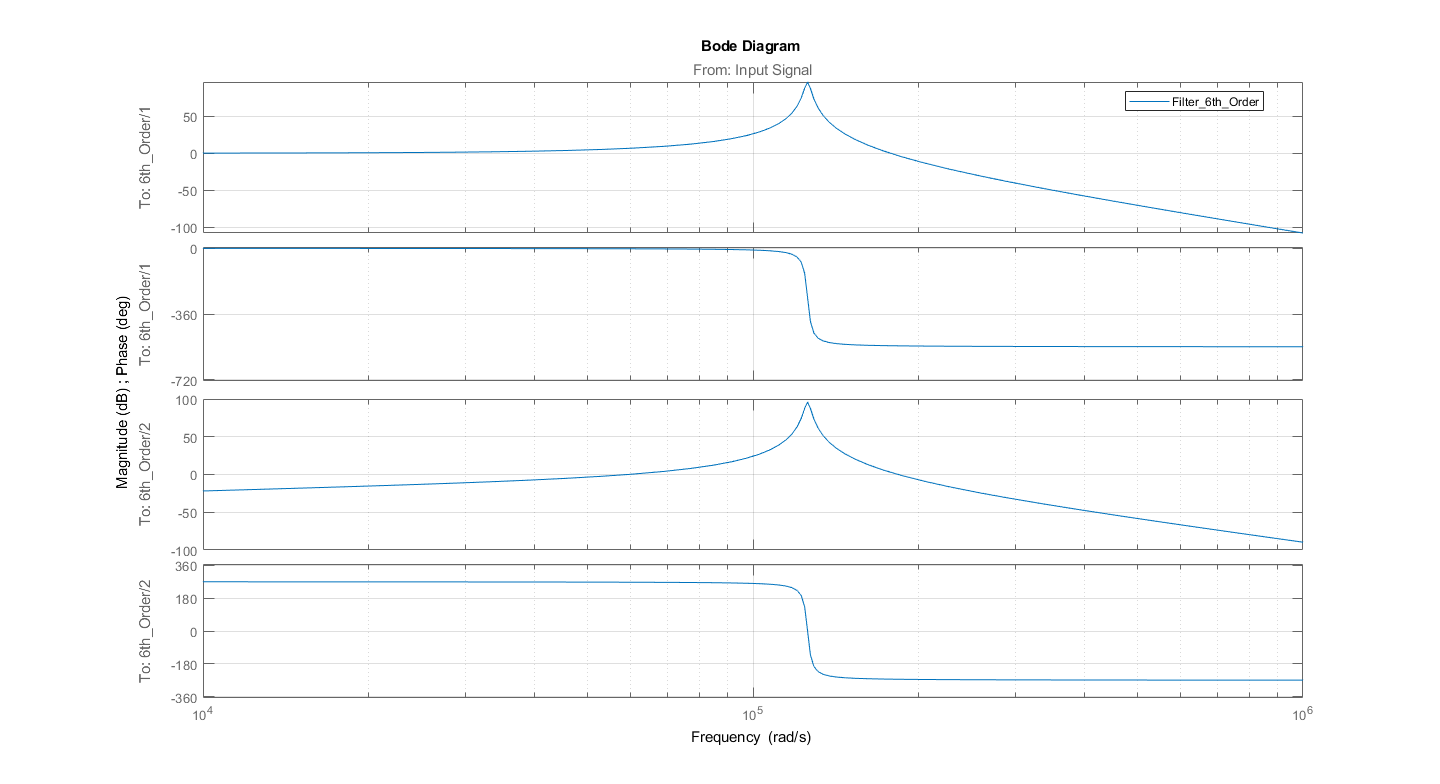 Bode Diagram
From: Input Signal
Filter_6th_Order
To: 6th_Order/1
50
0
-50
-100
To: 6th_Order/1
0
-360
-720
Magnitude (dB) ; Phase (deg)
To: 6th_Order/2
100
50
0
-50
-100
To: 6th_Order/2
360
180
0
-180
-360
10^4 10^5 10^6
Frequency (rad/s)